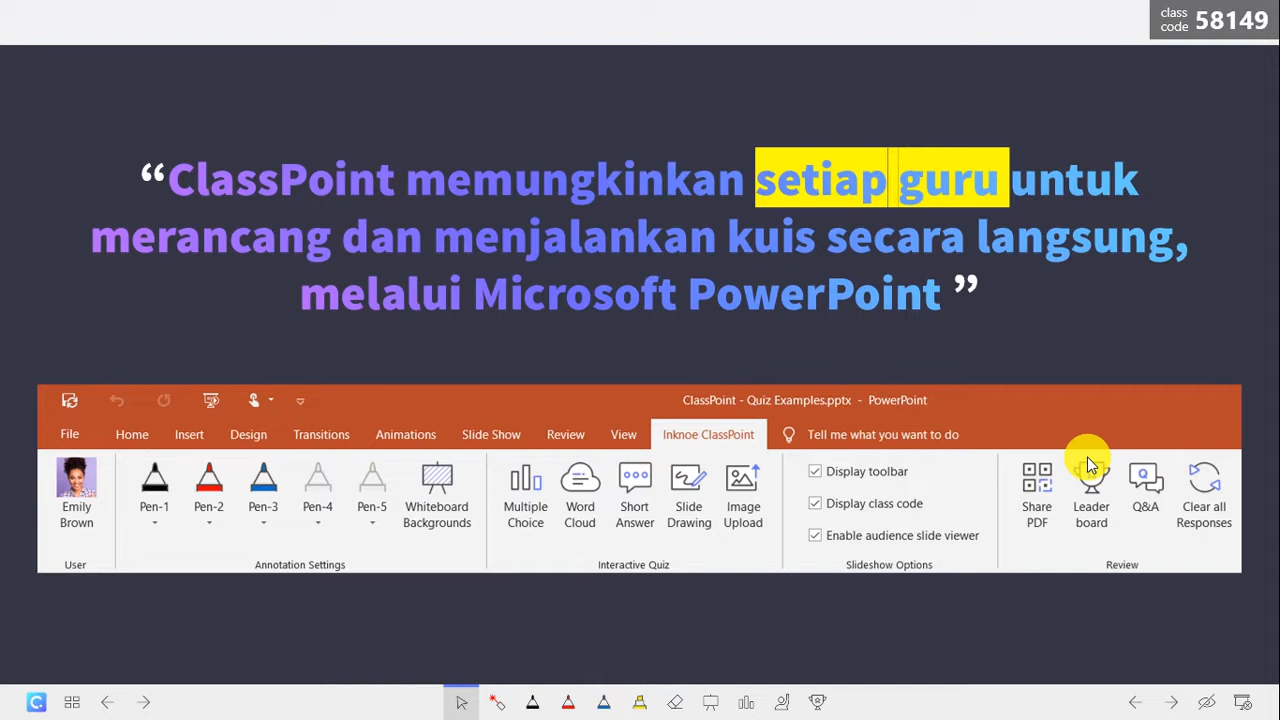 class code 58149
“ClassPoint memungkinkan setiap guru untuk
merancang dan menjalankan kuis secara langsung,
melalui Microsoft PowerPoint ”
ClassPoint - Quiz Examples.pptx - PowerPoint
File Home Insert Design Transitions Animations Slide Show Review View Inknoe ClassPoint Tell me what you want to do
Emily Brown
User
Pen-1 Pen-2 Pen-3 Pen-4 Pen-5 Whiteboard Backgrounds
Annotation Settings
Multiple Choice Word Cloud Short Answer Slide Drawing Image Upload
Interactive Quiz
Display toolbar
Display class code
Enable audience slide viewer
Slideshow Options
Share PDF Leader board Q&A Clear all Responses
Review